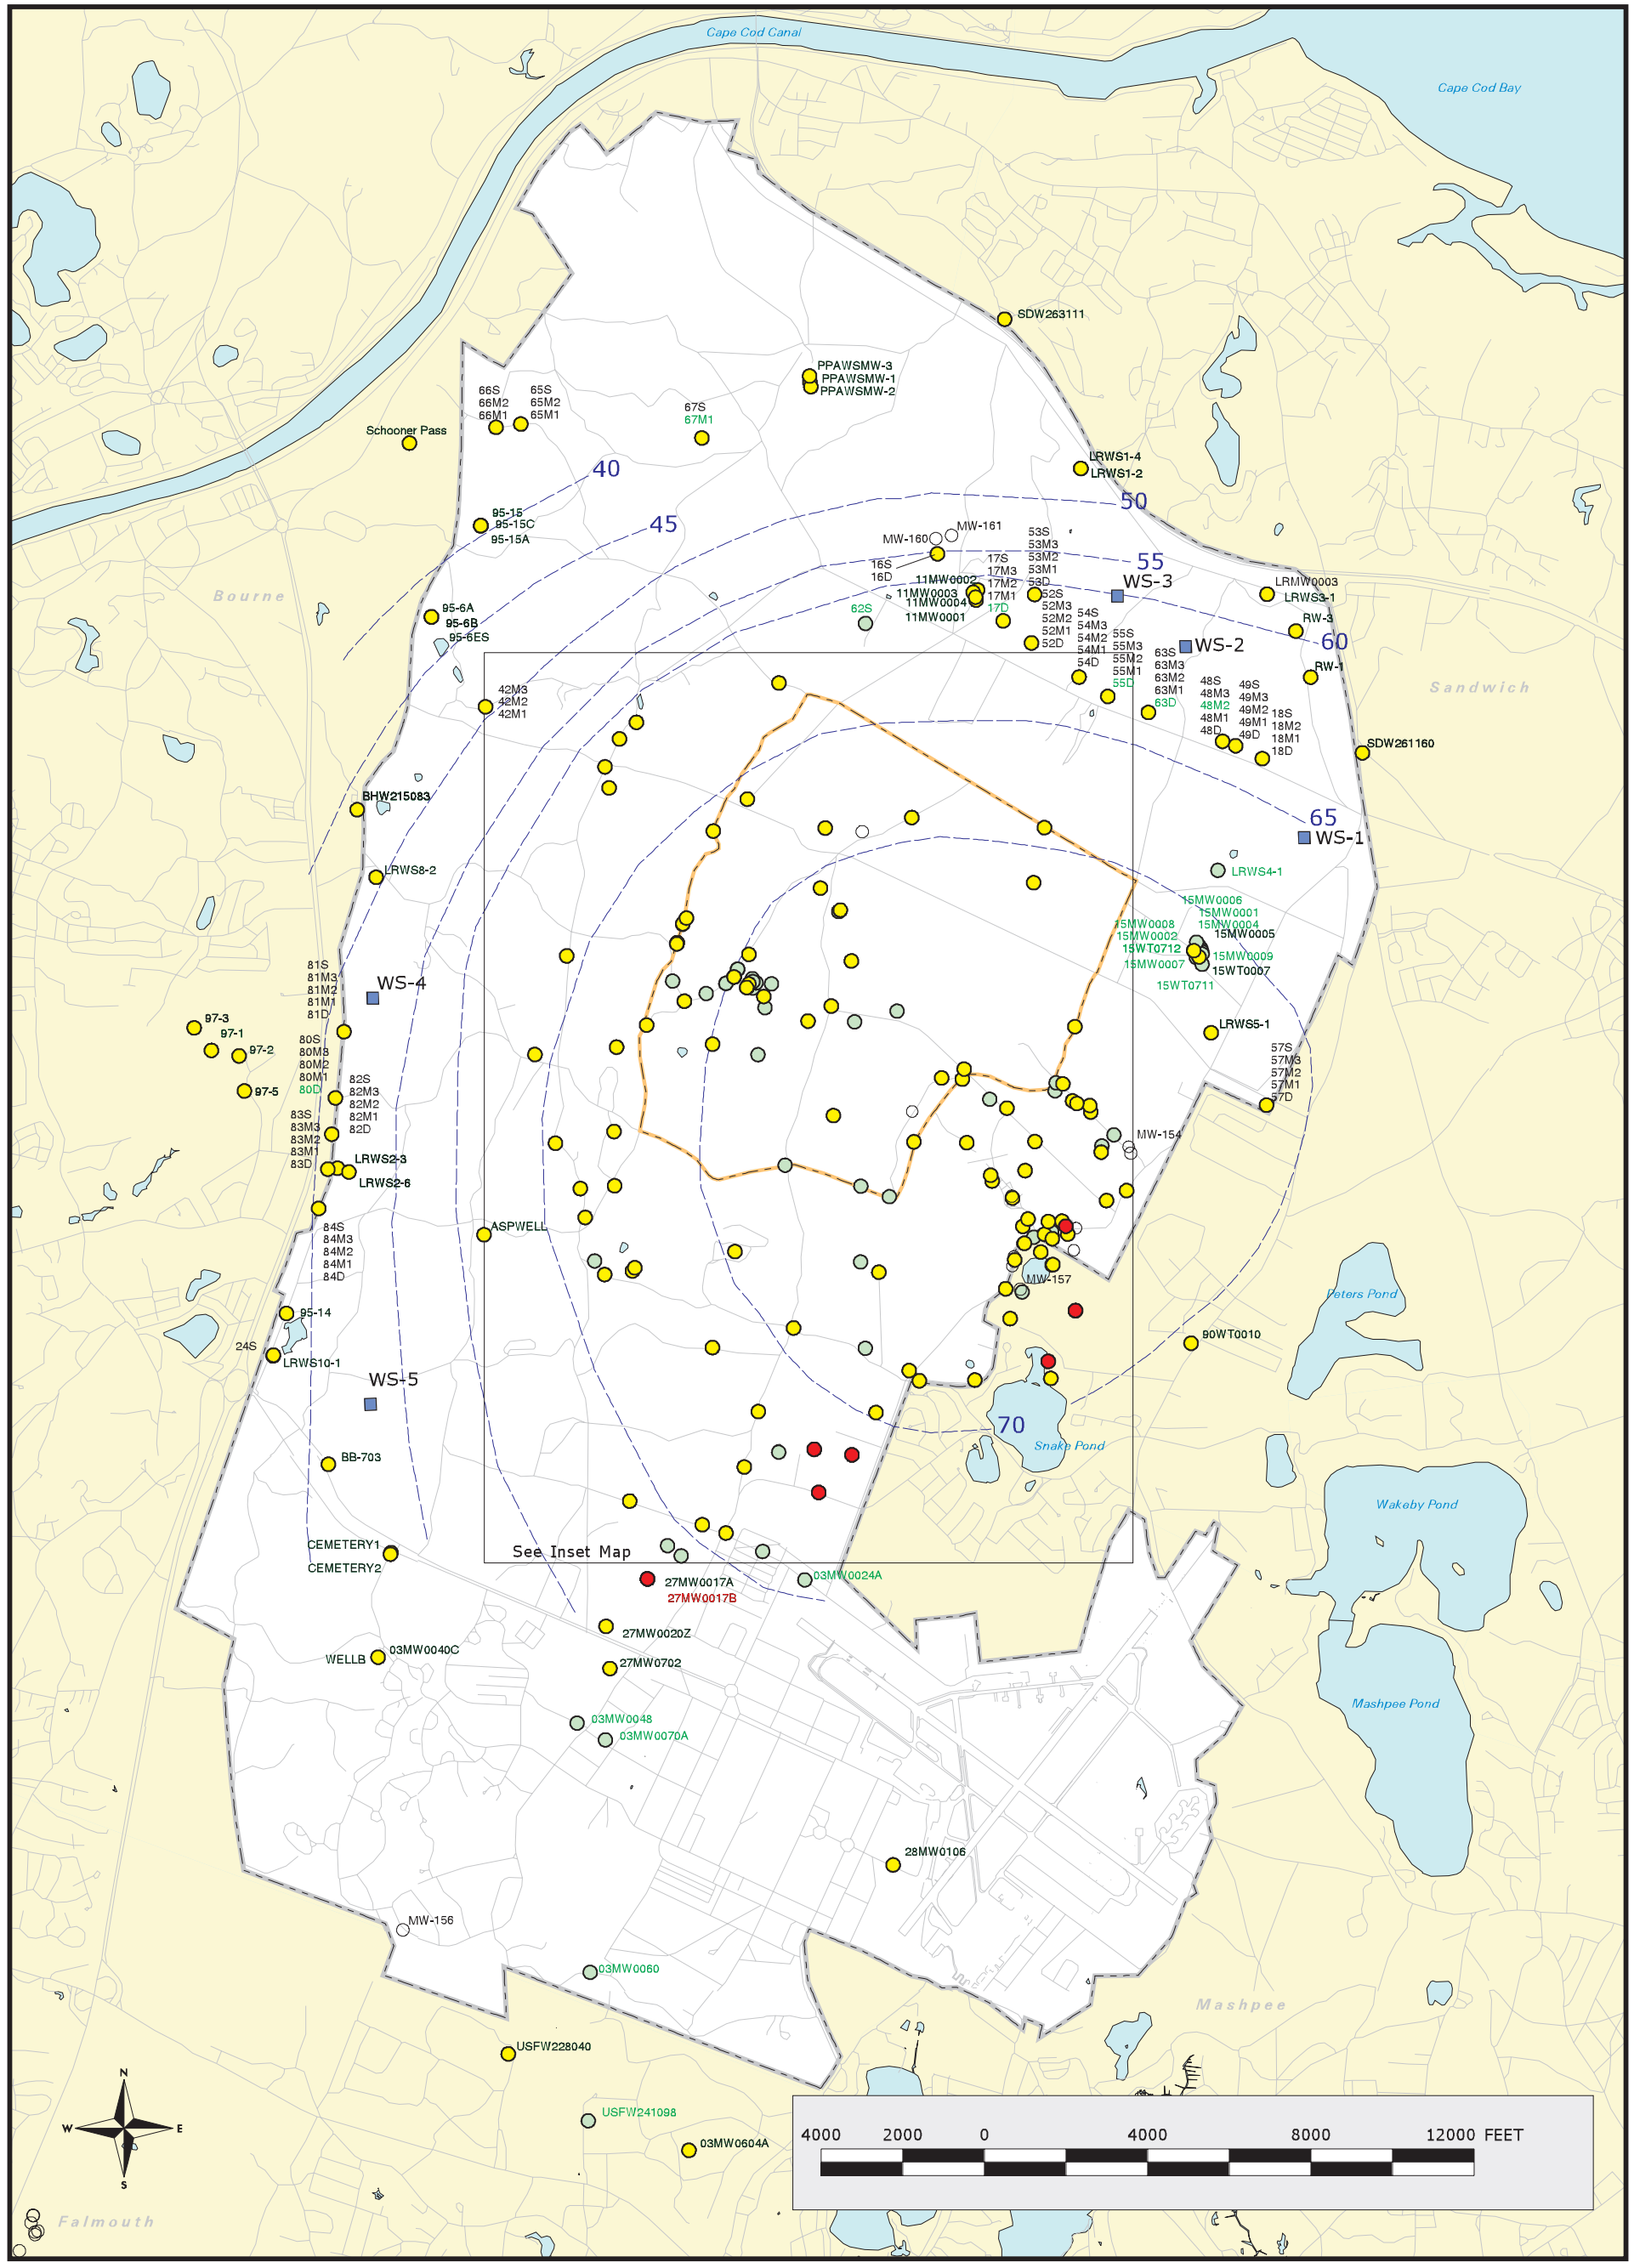 Cape Cod Canal
Cape Cod Bay
SDW263111
PPAWSMW-3
PPAWSMW-1
PPAWSMW-2
66S
66M2
66M1
65S
65M2
65M1
67S
67M1
Schooner Pass
LRWS1-4
LRWS1-2
40
45
50
95-15
95-15C
95-15A
MW-161
MW-160
16S
16D
53S
53M3
53M2
53M1
53D
55
17S
17M3
17M2
17M1
17D
11MW0002
11MW0003
11MW0004
11MW0001
WS-3
LRMW0003
LRWS3-1
Bourne
95-6A
95-6B
95-6ES
62S
52S
52M3
52M2
52M1
52D
54S
54M3
54M2
54M1
54D
55S
55M3
55M2
55M1
55D
RW-3
60
WS-2
63S
63M3
63M2
63M1
63D
RW-1
Sandwich
42M3
42M2
42M1
48S
48M3
48M2
48M1
48D
49S
49M3
49M2
49M1
49D
18S
18M2
18M1
18D
SDW261160
BHW215083
65
WS-1
LRWS8-2
LRWS4-1
15MW0006
15MW0001
15MW0004
15MW0008
15MW0002
15MW0005
15WT0712
15MW0009
15MW0007
15WT0007
15WT0711
81S
81M3
81M2
81M1
81D
WS-4
97-3
97-1
97-2
97-5
LRWS5-1
80S
80M3
80M2
80M1
80D
57S
57M3
57M2
57M1
57D
82S
82M3
82M2
82M1
82D
83S
83M3
83M2
83M1
83D
MW-154
LRWS2-3
LRWS2-6
ASPWELL
84S
84M3
84M2
84M1
84D
MW-157
Peters Pond
95-14
24S
LRWS10-1
90WT0010
WS-5
70
Snake Pond
BB-703
Wakeby Pond
CEMETERY1
CEMETERY2
See Inset Map
27MW0017A
27MW0017B
03MW0024A
27MW0020Z
03MW0040C
WELLB
27MW0702
Mashpee Pond
03MW0048
03MW0070A
28MW0106
MW-156
03MW0060
Mashpee
USFW228040
USFW241098
03MW0604A
N
W E
S
4000 2000 0 4000 8000 12000 FEET
Falmouth